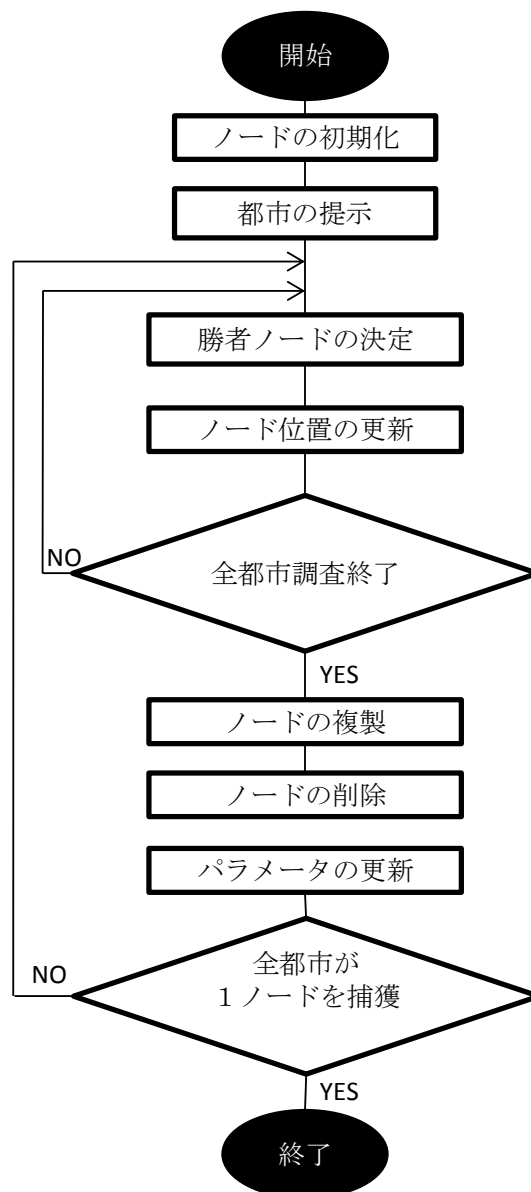 開始
ノードの初期化
都市の提示
勝者ノードの決定
ノード位置の更新
NO
全都市調査終了
YES
ノードの複製
ノードの削除
パラメータの更新
NO
全都市が
1 ノードを捕獲
YES
終了